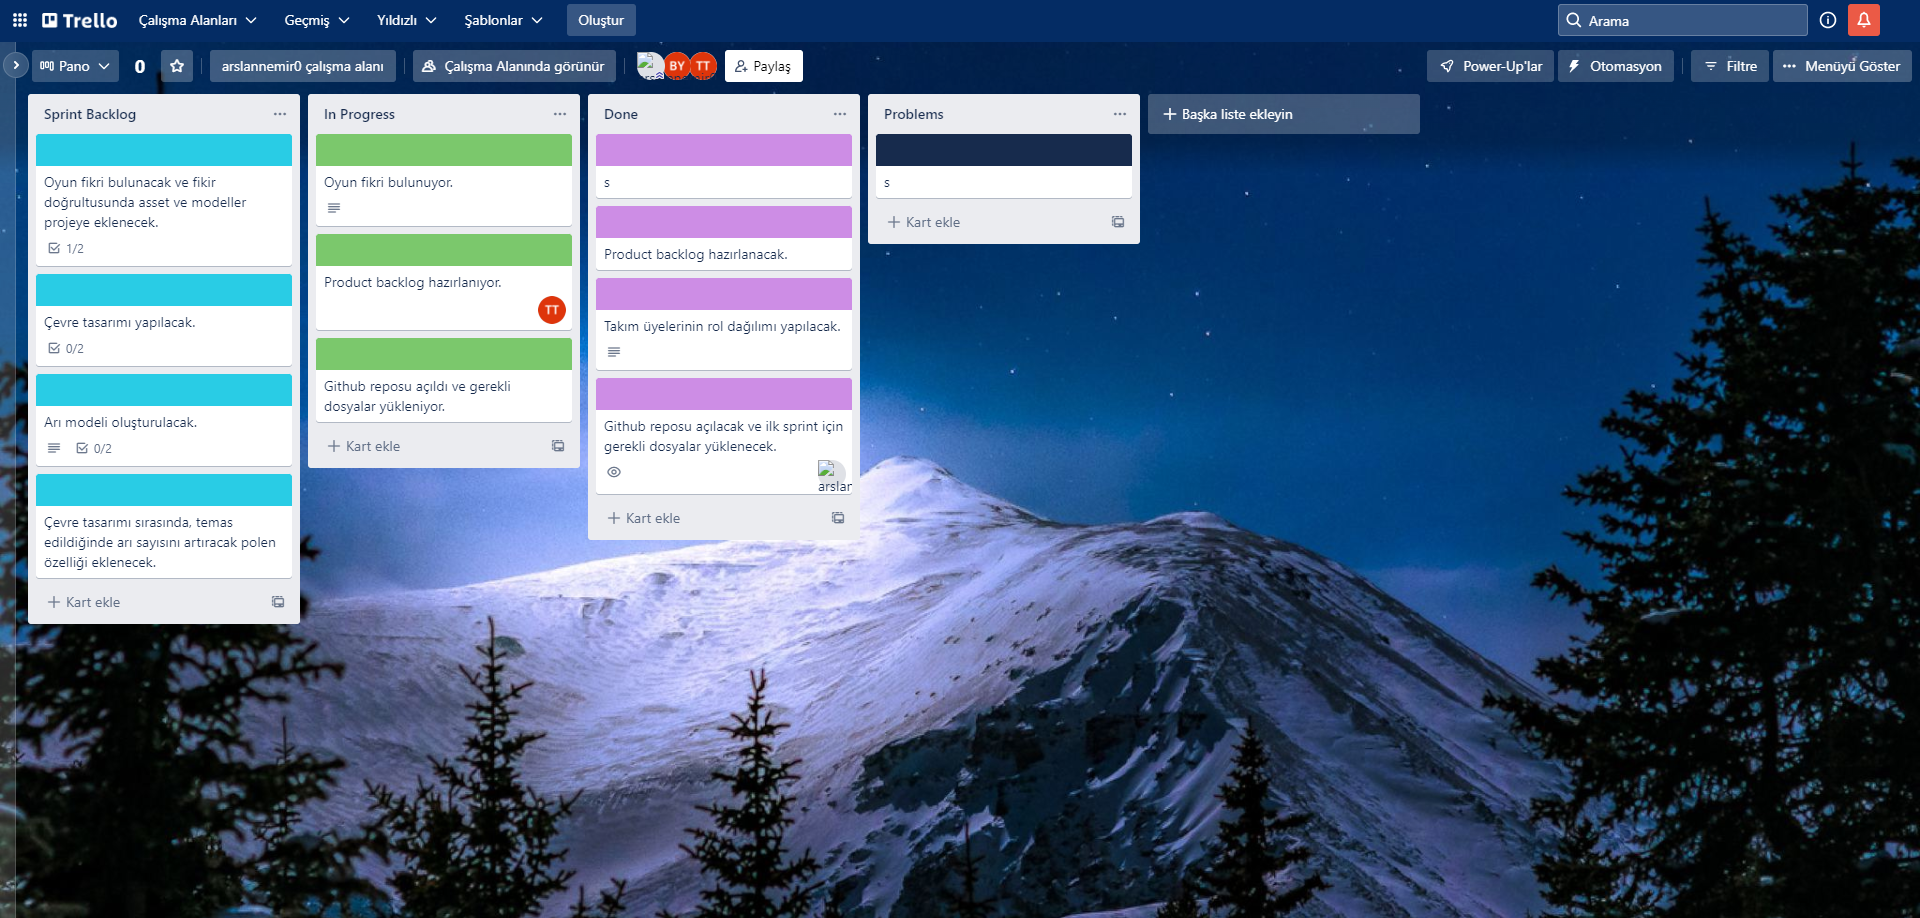 Trello
Çalışma Alanları
Geçmiş
Yıldızlı
Şablonlar
Oluştur
Arama
Pano
0
arslannemir0 çalışma alanı
Çalışma Alanında görünür
BY
TT
Paylaş
Power-Up'lar
Otomasyon
Filtre
Menüyü Göster
Sprint Backlog
Oyun fikri bulunacak ve fikir
doğrultusunda asset ve modeller
projeye eklenecek.
1/2
Çevre tasarımı yapılacak.
0/2
Arı modeli oluşturulacak.
0/2
Çevre tasarımı sırasında, temas
edildiğinde arı sayısını artıracak polen
özelliği eklenecek.
Kart ekle
In Progress
Oyun fikri bulunuyor.
Product backlog hazırlanıyor.
TT
Github reposu açıldı ve gerekli
dosyalar yükleniyor.
Kart ekle
Done
s
Product backlog hazırlanacak.
Takım üyelerinin rol dağılımı yapılacak.
Github reposu açılacak ve ilk sprint için
gerekli dosyalar yüklenecek.
arslan
Kart ekle
Problems
s
Kart ekle
Başka liste ekleyin